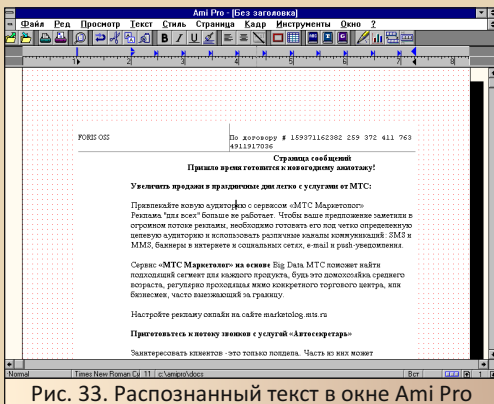 Ami Pro - [Без заголовка]
Файл Ред Просмотр Текст Стиль Страница Кадр Инструменты Окно ?
FORIS OSS
По договору # 159371162382 259 372 411 763
4911917036
Страница сообщений
Пришло время готовится к новогоднему ажиотажу!
Увеличить продажи в праздничные дни легко с услугами от МТС:
Привлекайте новую аудиторию с сервисом «МТС Маркетолог»
Реклама "для всех" больше не работает. Чтобы ваше предложение заметили в
огромном потоке рекламы, необходимо готовить его под четко определенную
целевую аудиторию и использовать различные каналы коммуникаций: SMS и
MMS, баннеры в интернете и социальных сетях, e-mail и push-уведомления.
Сервис «МТС Маркетолог» на основе Big Data МТС поможет найти
подходящий сегмент для каждого продукта, будь это домохозяйка среднего
возраста, регулярно проходящая мимо конкретного торгового центра, или
бизнесмен, часто выезжающий за границу.
Настройте рекламу онлайн на сайте marketolog.mts.ru
Приготовьтесь к потоку звонков с услугой «Автосекретарь»
Заинтересовать клиентов -это только полдела. Часть из них может
Normal Times New Roman Cyr 11 c:\amipro\docs Вст 1
Рис. 33. Распознанный текст в окне Ami Pro